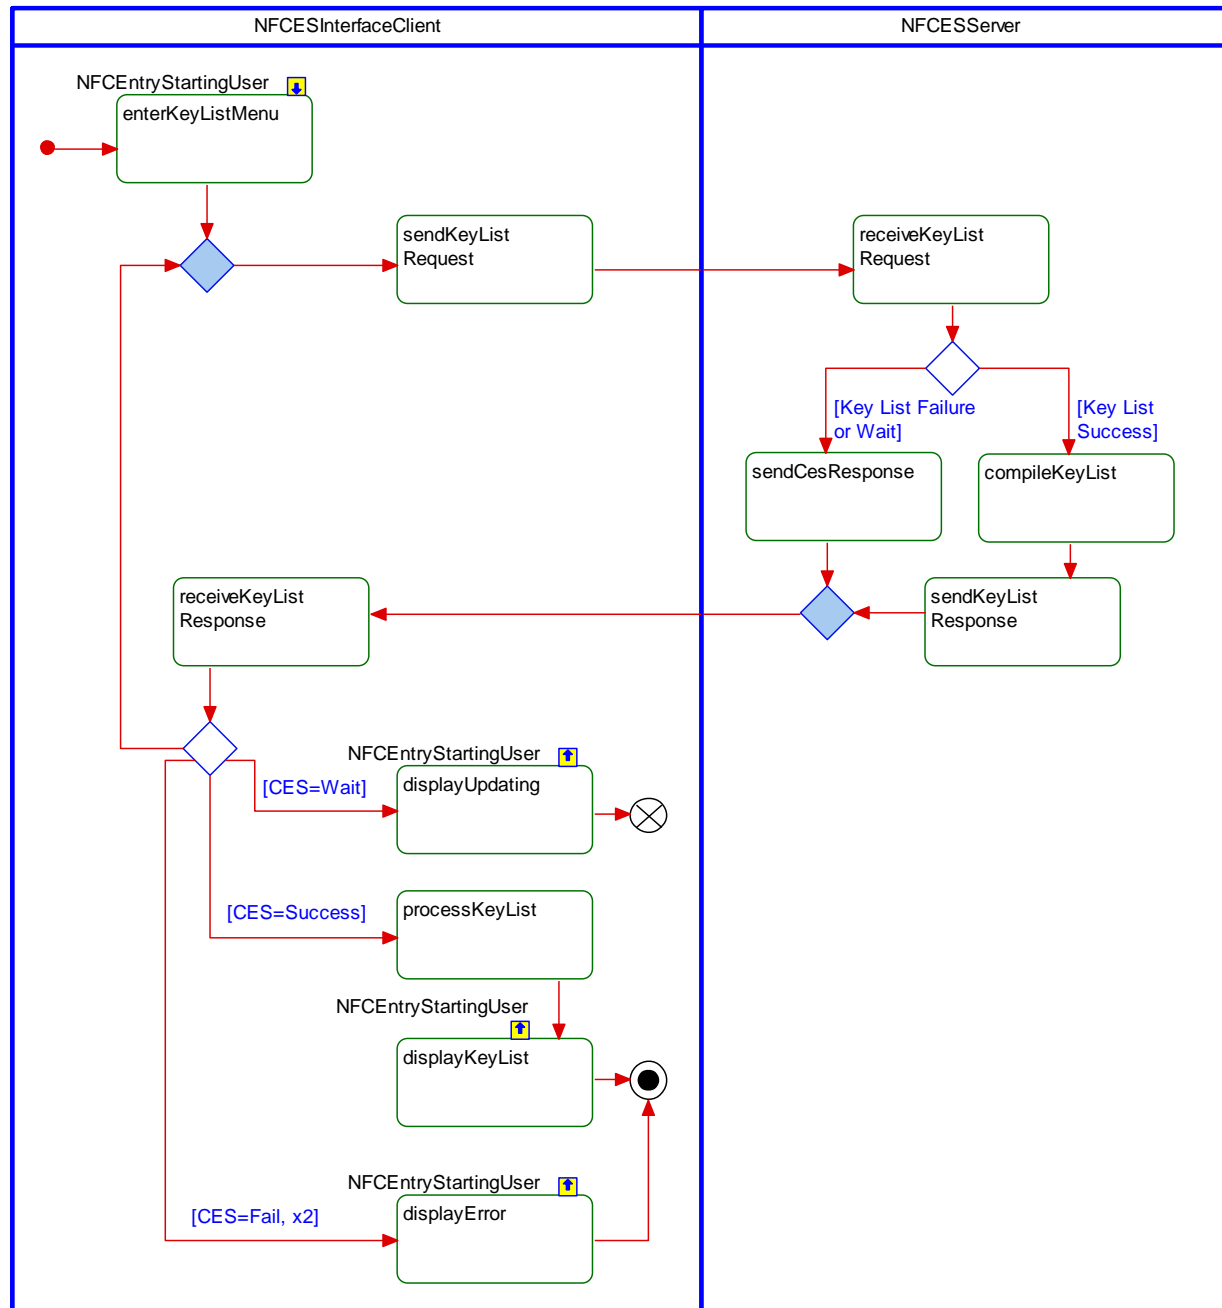 NFCESInterfaceClient
NFCESServer
NFCEntryStartingUser
enterKeyListMenu
sendKeyList
Request
receiveKeyList
Request
[Key List Failure
or Wait]
[Key List
Success]
sendCesResponse
compileKeyList
receiveKeyList
Response
sendKeyList
Response
NFCEntryStartingUser
displayUpdating
[CES=Wait]
[CES=Success]
processKeyList
NFCEntryStartingUser
displayKeyList
NFCEntryStartingUser
displayError
[CES=Fail, x2]